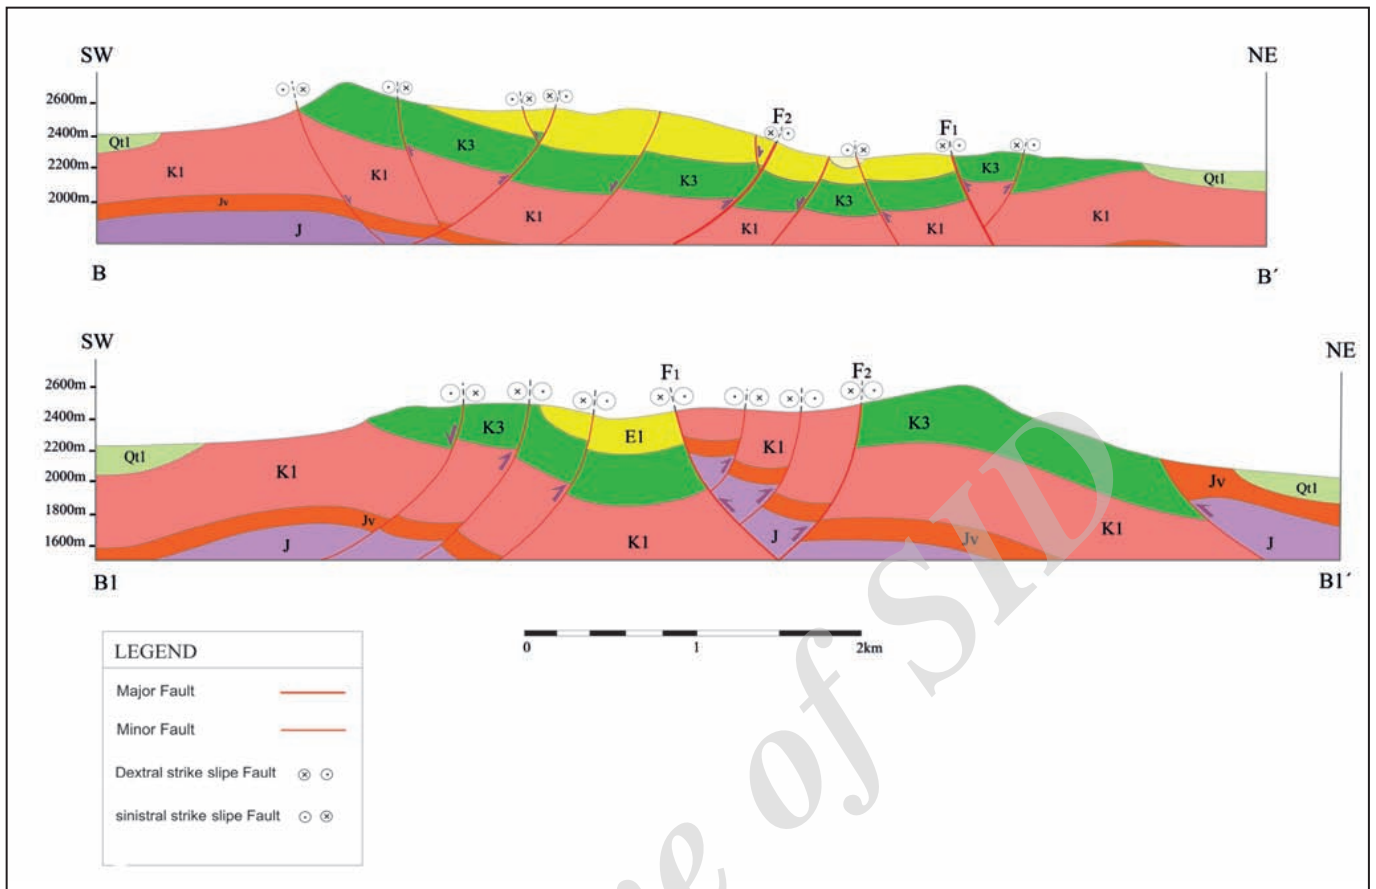 SW NE
2600m
2400m
2200m
2000m
F2 F1
Qt1 K1 Jv J K1 K3 K1 K3 K1 K3 K1 K3 K1 Qt1
B B´
SW NE
2600m
2400m
2200m
2000m
1800m
1600m
F1 F2
Qt1 K1 Jv J K3 E1 K1 K1 J K3 Jv K1 Jv J Qt1
B1 B1´
0 1 2km
LEGEND
Major Fault
Minor Fault
Dextral strike slipe Fault
sinistral strike slipe Fault
e of SID